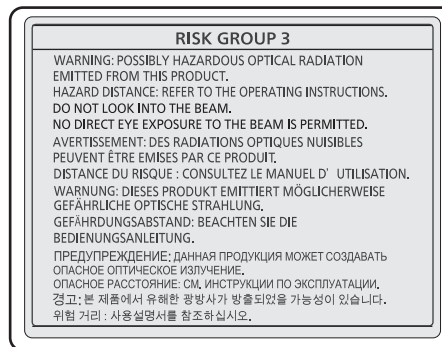 RISK GROUP 3
WARNING: POSSIBLY HAZARDOUS OPTICAL RADIATION
EMITTED FROM THIS PRODUCT.
HAZARD DISTANCE: REFER TO THE OPERATING INSTRUCTIONS.
DO NOT LOOK INTO THE BEAM.
NO DIRECT EYE EXPOSURE TO THE BEAM IS PERMITTED.
AVERTISSEMENT: DES RADIATIONS OPTIQUES NUISIBLES
PEUVENT ÊTRE EMISES PAR CE PRODUIT.
DISTANCE DU RISQUE : CONSULTEZ LE MANUEL D' UTILISATION.
WARNUNG: DIESES PRODUKT EMITTIERT MÖGLICHERWEISE
GEFÄHRLICHE OPTISCHE STRAHLUNG.
GEFÄHRDUNGSABSTAND: BEACHTEN SIE DIE
BEDIENUNGSANLEITUNG.
ПРЕДУПРЕЖДЕНИЕ: ДАННАЯ ПРОДУКЦИЯ МОЖЕТ СОЗДАВАТЬ
ОПАСНОЕ ОПТИЧЕСКОЕ ИЗЛУЧЕНИЕ.
ОПАСНОЕ РАССТОЯНИЕ: СМ. ИНСТРУКЦИИ ПО ЭКСПЛУАТАЦИИ.
경고: 본 제품에서 유해한 광방사가 방출되었을 가능성이 있습니다.
위험 거리 : 사용설명서를 참조하십시오.